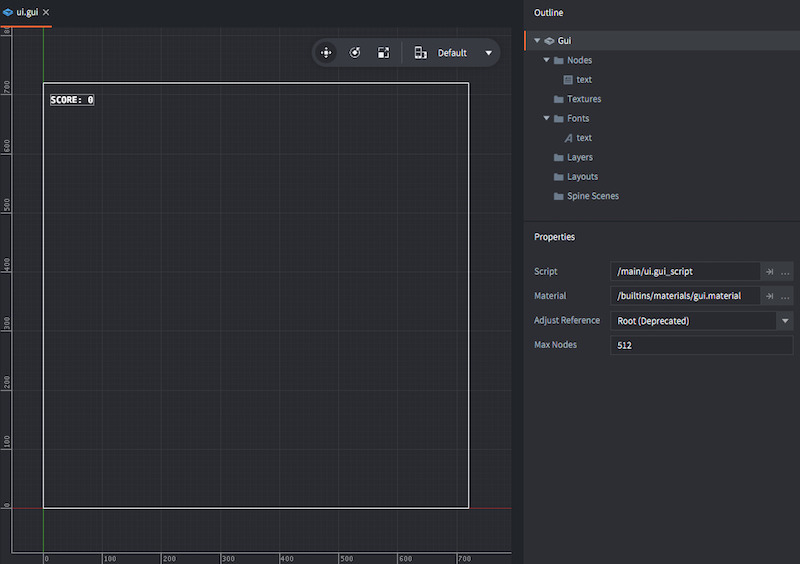 ui.gui
Default
SCORE: 0
700
600
500
400
300
200
100
0
0
100
200
300
400
500
600
700
Outline
Gui
Nodes
text
Textures
Fonts
text
Layers
Layouts
Spine Scenes
Properties
Script /main/ui.gui_script ...
Material /builtins/materials/gui.material ...
Adjust Reference Root (Deprecated)
Max Nodes 512